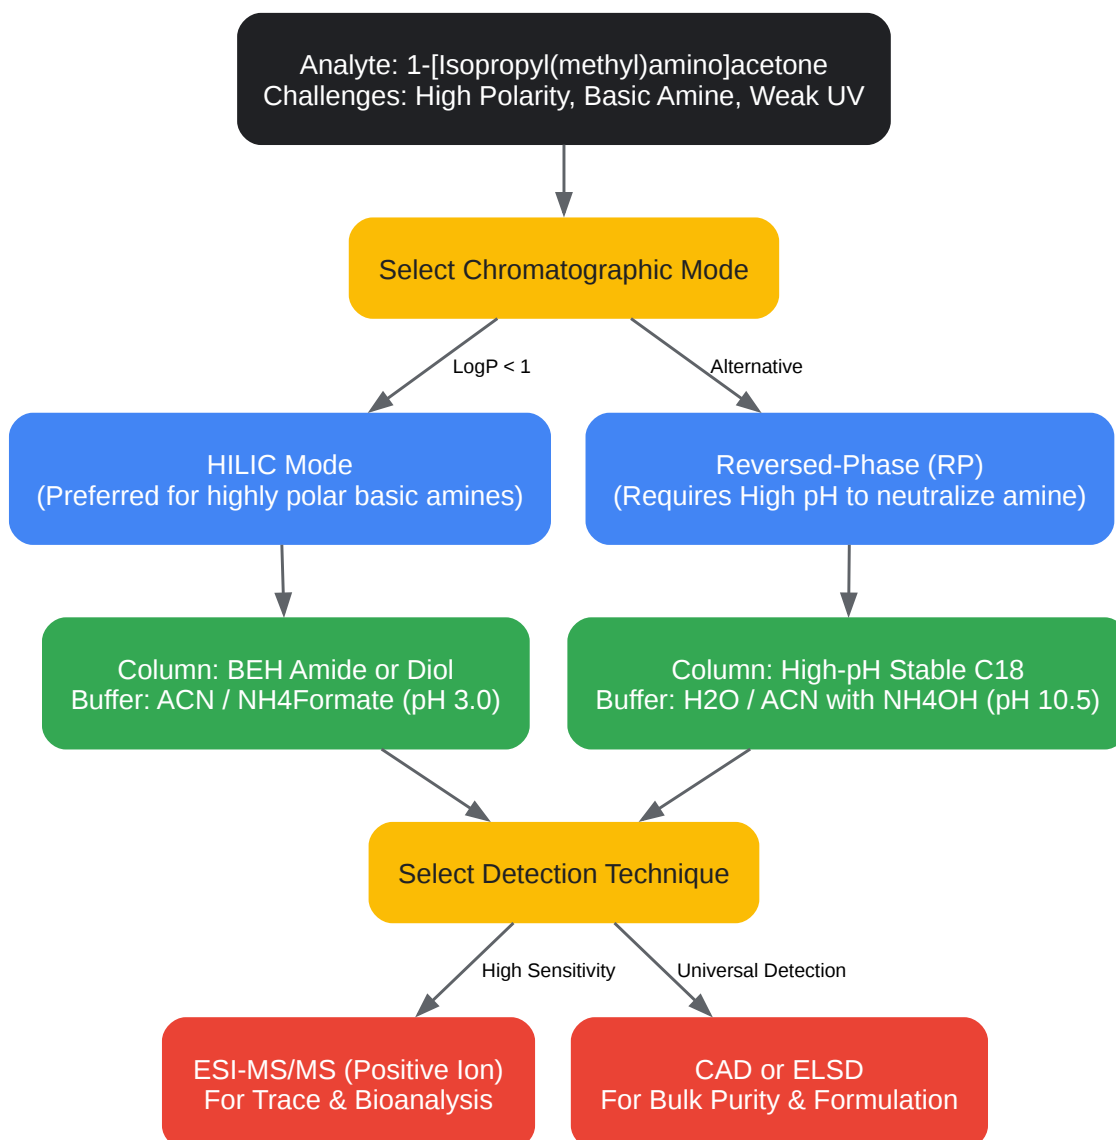 Analyte: 1-[Isopropyl(methyl)amino]acetone
Challenges: High Polarity, Basic Amine, Weak UV
Select Chromatographic Mode
LogP < 1
Alternative
HILIC Mode
(Preferred for highly polar basic amines)
Reversed-Phase (RP)
(Requires High pH to neutralize amine)
Column: BEH Amide or Diol
Buffer: ACN / NH4Formate (pH 3.0)
Column: High-pH Stable C18
Buffer: H2O / ACN with NH4OH (pH 10.5)
Select Detection Technique
High Sensitivity
Universal Detection
ESI-MS/MS (Positive Ion)
For Trace & Bioanalysis
CAD or ELSD
For Bulk Purity & Formulation